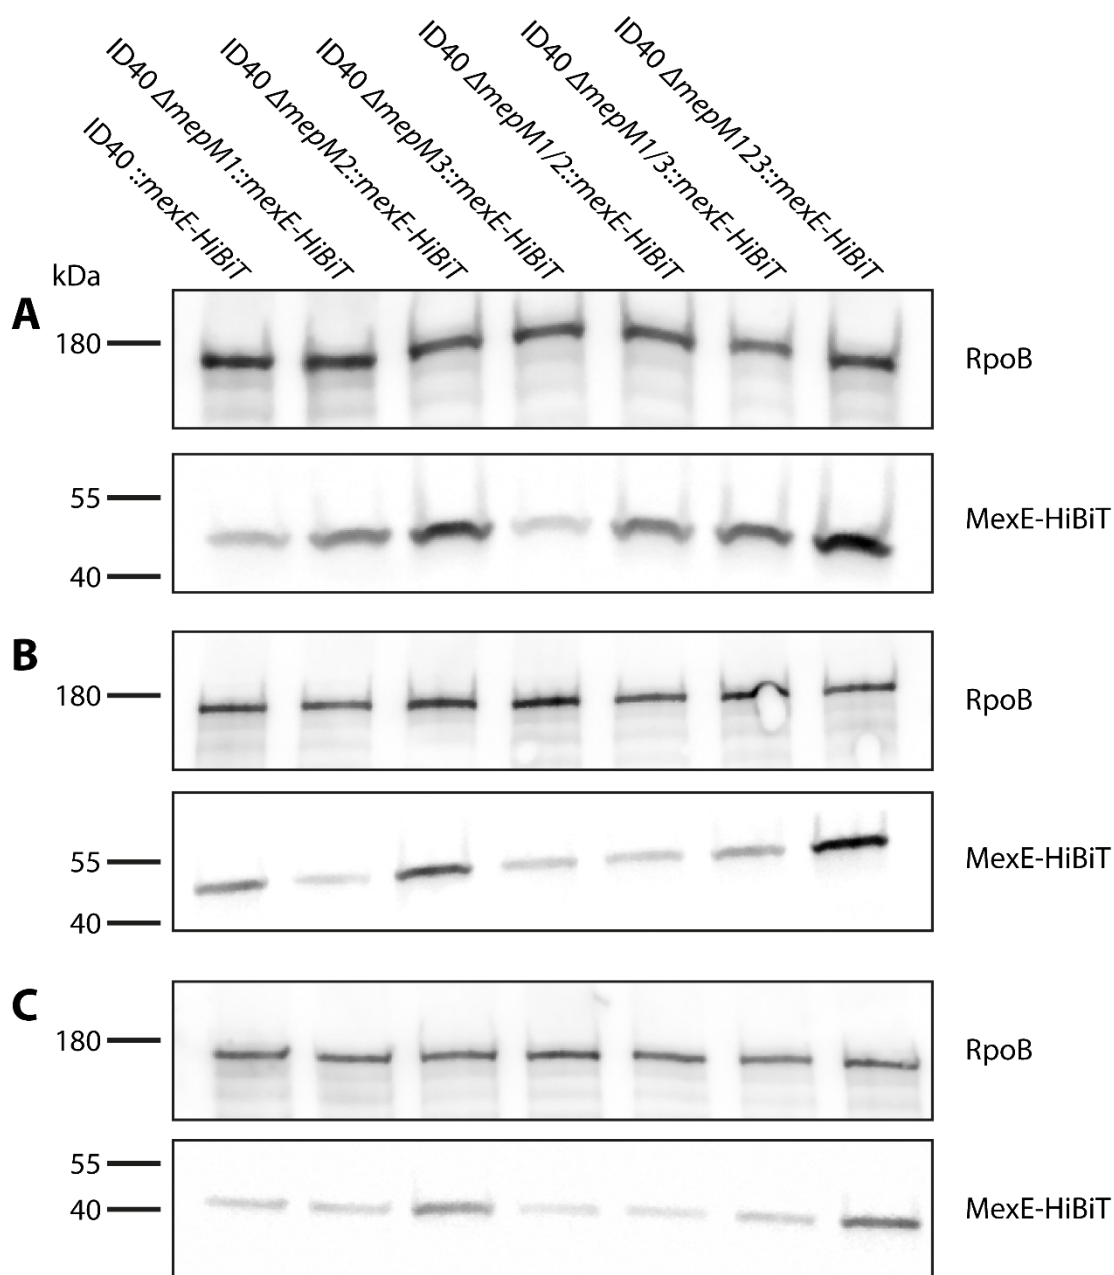 ID40 ::mexE-HiBiT
ID40 ΔmepM1::mexE-HiBiT
ID40 ΔmepM2::mexE-HiBiT
ID40 ΔmepM3::mexE-HiBiT
ID40 ΔmepM1/2::mexE-HiBiT
ID40 ΔmepM1/3::mexE-HiBiT
ID40 ΔmepM123::mexE-HiBiT
kDa
A
180
RpoB
55
MexE-HiBiT
40
B
180
RpoB
55
MexE-HiBiT
40
C
180
RpoB
55
40
MexE-HiBiT